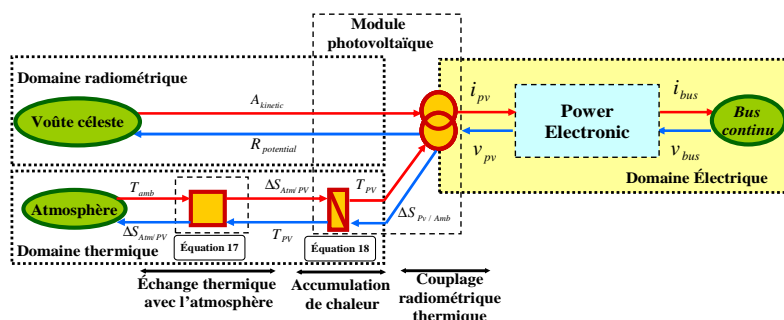 Module
photovoltaïque
Domaine radiométrique
Voûte céleste
A_kinetic
R_potential
i_pv
v_pv
Power
Electronic
i_bus
v_bus
Bus
continu
Domaine Électrique
Atmosphère
T_amb
ΔS_Atm/PV
ΔS_Atm/PV
T_PV
T_PV
ΔS_Pv/Amb
Domaine thermique
Équation 17
Équation 18
Échange thermique
avec l’atmosphère
Accumulation
de chaleur
Couplage
radiométrique
thermique